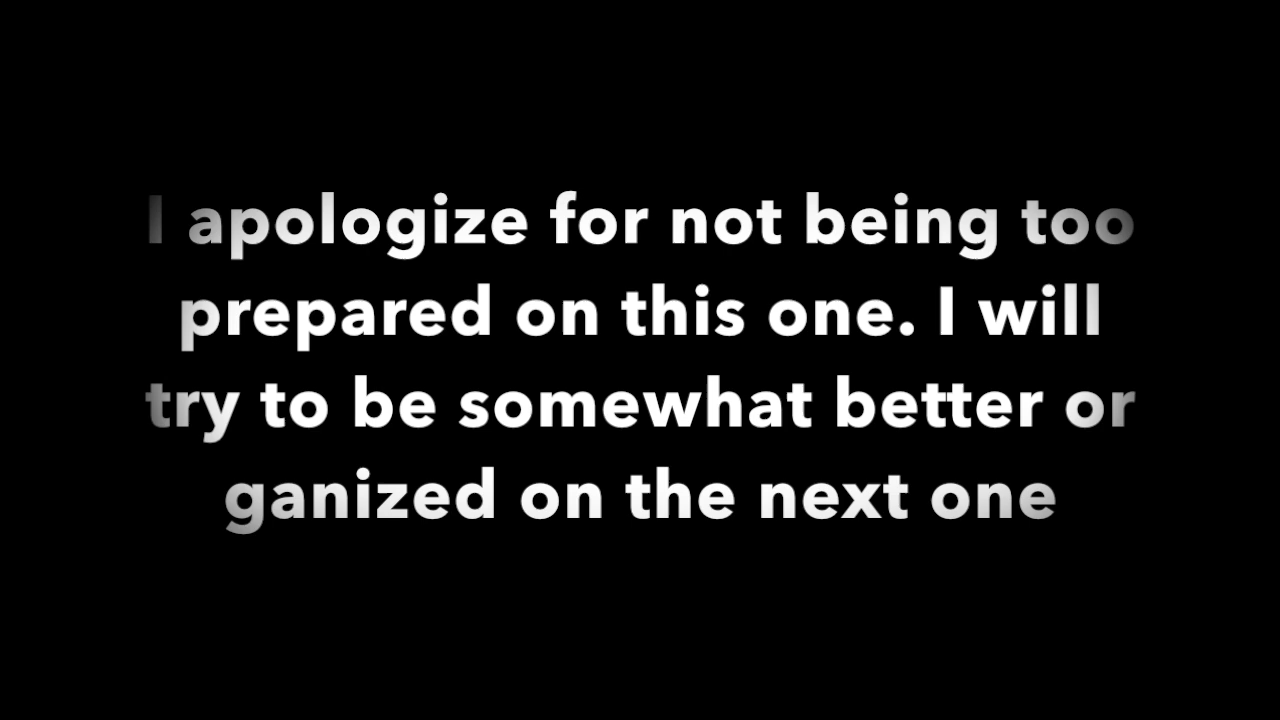 I apologize for not being too
prepared on this one. I will
try to be somewhat better or
ganized on the next one